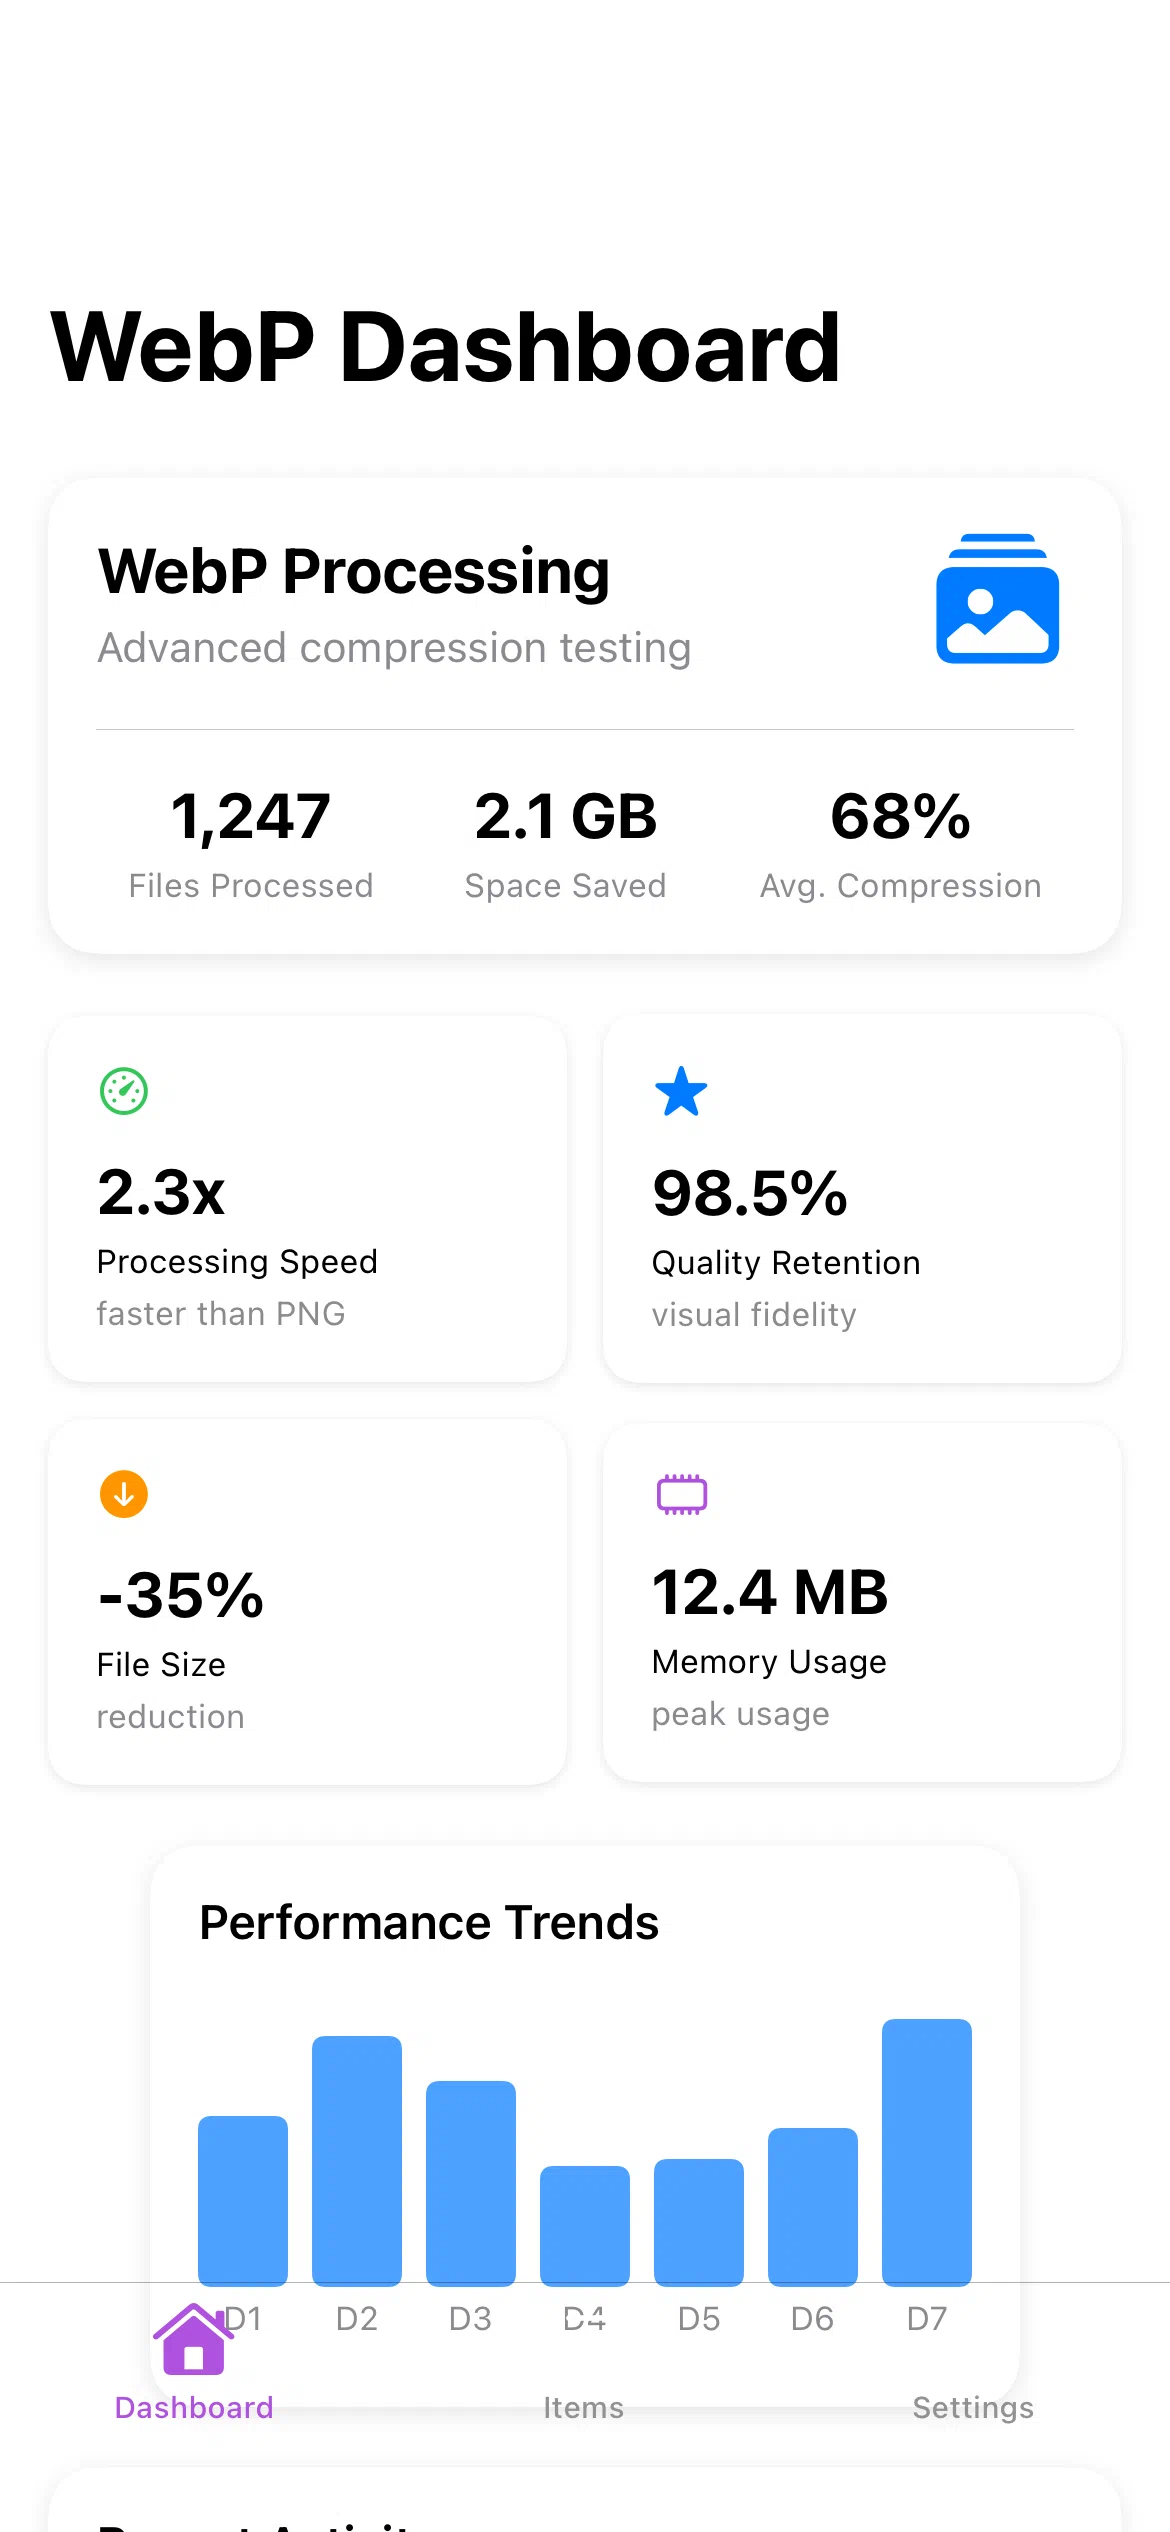 WebP Dashboard
WebP Processing
Advanced compression testing
1,247 2.1 GB 68%
Files Processed Space Saved Avg. Compression
2.3x
Processing Speed
faster than PNG
98.5%
Quality Retention
visual fidelity
-35%
File Size
reduction
12.4 MB
Memory Usage
peak usage
Performance Trends
D1 D2 D3 D4 D5 D6 D7
Dashboard Items Settings